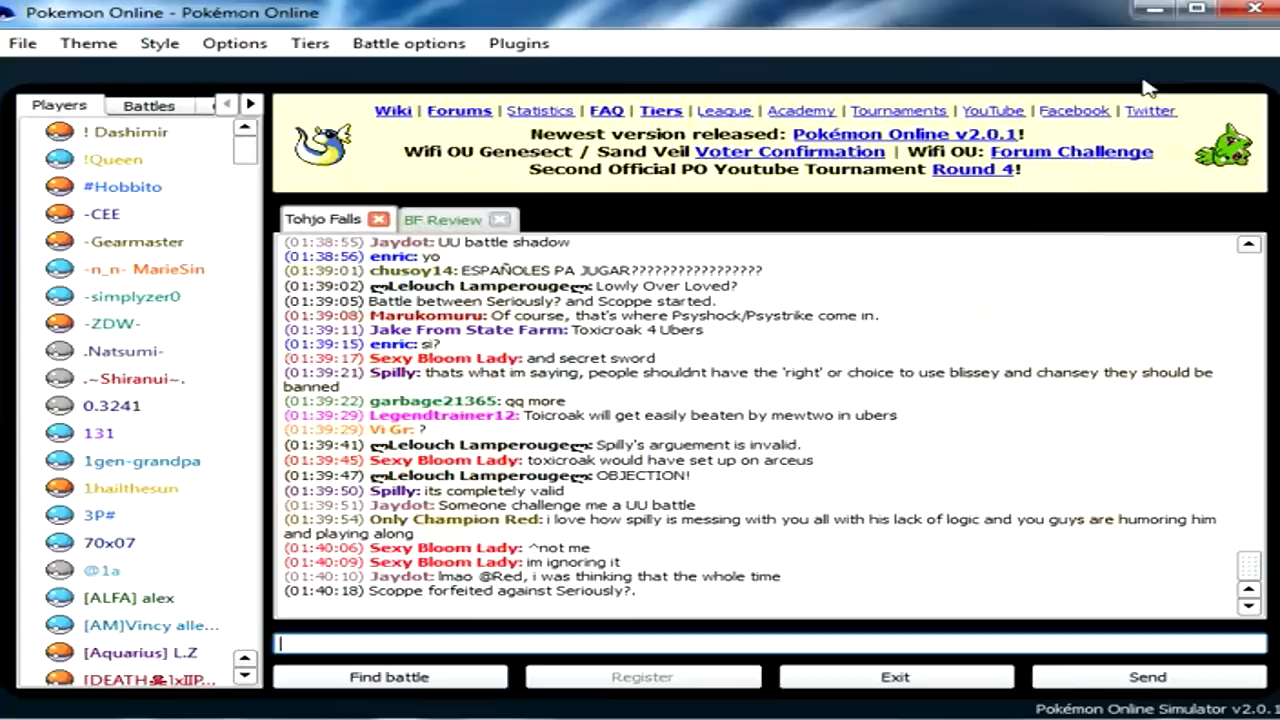 Pokemon Online - Pokémon Online
File Theme Style Options Tiers Battle options Plugins
Players Battles
! Dashimir
!Queen
#Hobbito
-CEE
-Gearmaster
-n_n- MarieSin
-simplyzer0
-ZDW-
.Natsumi-
.~Shiranui~.
0.3241
131
1gen-grandpa
1hailthesun
3P#
70x07
@1a
[ALFA] alex
[AM]Vincy alle...
[Aquarius] L.Z
[DEATH☠]xIIP...
Wiki | Forums | Statistics | FAQ | Tiers | League | Academy | Tournaments | YouTube | Facebook | Twitter
Newest version released: Pokémon Online v2.0.1!
Wifi OU Genesect / Sand Veil Voter Confirmation | Wifi OU: Forum Challenge
Second Official PO Youtube Tournament Round 4!
Tohjo Falls BF Review
(01:38:55) Jaydot: UU battle shadow
(01:38:56) enric: yo
(01:39:01) chusoy14: ESPAÑOLES PA JUGAR?????????????????
(01:39:02) ლLelouch Lamperougeლ: Lowly Over Loved?
(01:39:05) Battle between Seriously? and Scoppe started.
(01:39:08) Marukomuru: Of course, that's where Psyshock/Psystrike come in.
(01:39:11) Jake From State Farm: Toxicroak 4 Ubers
(01:39:15) enric: si?
(01:39:17) Sexy Bloom Lady: and secret sword
(01:39:21) Spilly: thats what im saying, people shouldnt have the 'right' or choice to use blissey and chansey they should be
banned
(01:39:22) garbage21365: qq more
(01:39:29) Legendtrainer12: Toicroak will get easily beaten by mewtwo in ubers
(01:39:29) Vi Gr: ?
(01:39:41) ლLelouch Lamperougeლ: Spilly's arguement is invalid.
(01:39:45) Sexy Bloom Lady: toxicroak would have set up on arceus
(01:39:47) ლLelouch Lamperougeლ: OBJECTION!
(01:39:50) Spilly: its completely valid
(01:39:51) Jaydot: Someone challenge me a UU battle
(01:39:54) Only Champion Red: i love how spilly is messing with you all with his lack of logic and you guys are humoring him
and playing along
(01:40:06) Sexy Bloom Lady: ^not me
(01:40:09) Sexy Bloom Lady: im ignoring it
(01:40:10) Jaydot: lmao @Red, i was thinking that the whole time
(01:40:18) Scoppe forfeited against Seriously?.
Find battle Register Exit Send
Pokémon Online Simulator v2.0.1